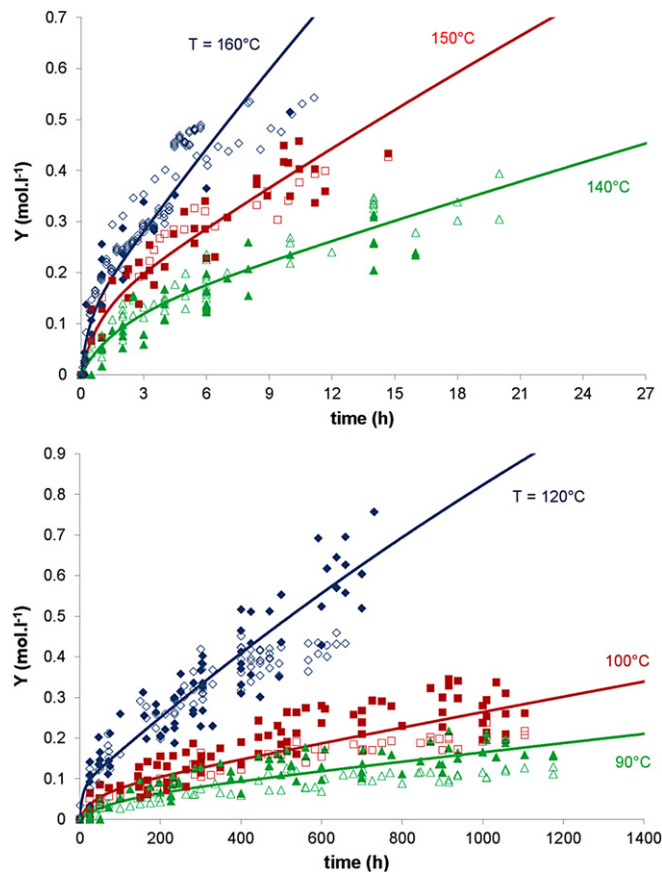 0.7
0.6
0.5
0.4
0.3
0.2
0.1
0
Y (mol.l-1)
T = 160°C
150°C
140°C
0 3 6 9 12 15 18 21 24 27
time (h)
0.9
0.8
0.7
0.6
0.5
0.4
0.3
0.2
0.1
0
Y (mol.l-1)
T = 120°C
100°C
90°C
0 200 400 600 800 1000 1200 1400
time (h)